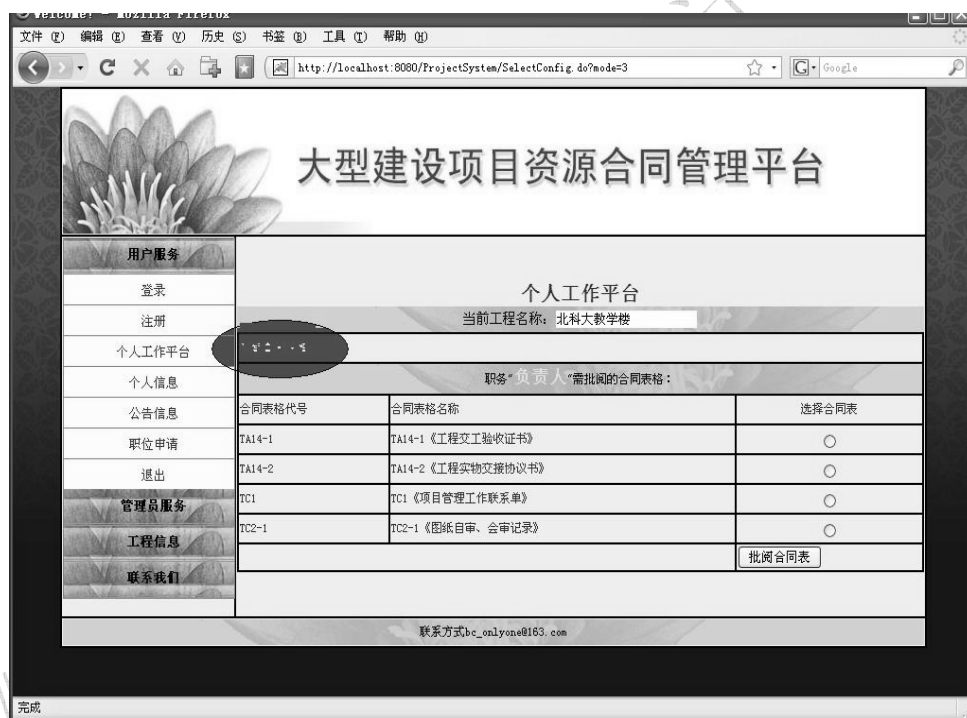 Welcome! - Mozilla Firefox
文件(F) 编辑(E) 查看(V) 历史(S) 书签(B) 工具(T) 帮助(H)
http://localhost:8080/ProjectSystem/SelectConfig.do?mode=3
G Google
大型建设项目资源合同管理平台
用户服务
登录
注册
个人工作平台
个人信息
公告信息
职位申请
退出
管理员服务
工程信息
联系我们
个人工作平台
当前工程名称：北科大教学楼
职务“负责人”需批阅的合同表格：
合同表格代号 合同表格名称 选择合同表
TA14-1 TA14-1《工程交工验收证书》
TA14-2 TA14-2《工程实物交接协议书》
TC1 TC1《项目管理工作联系单》
TC2-1 TC2-1《图纸自审、会审记录》
批阅合同表
联系方式bc_onlyone@163.com
完成